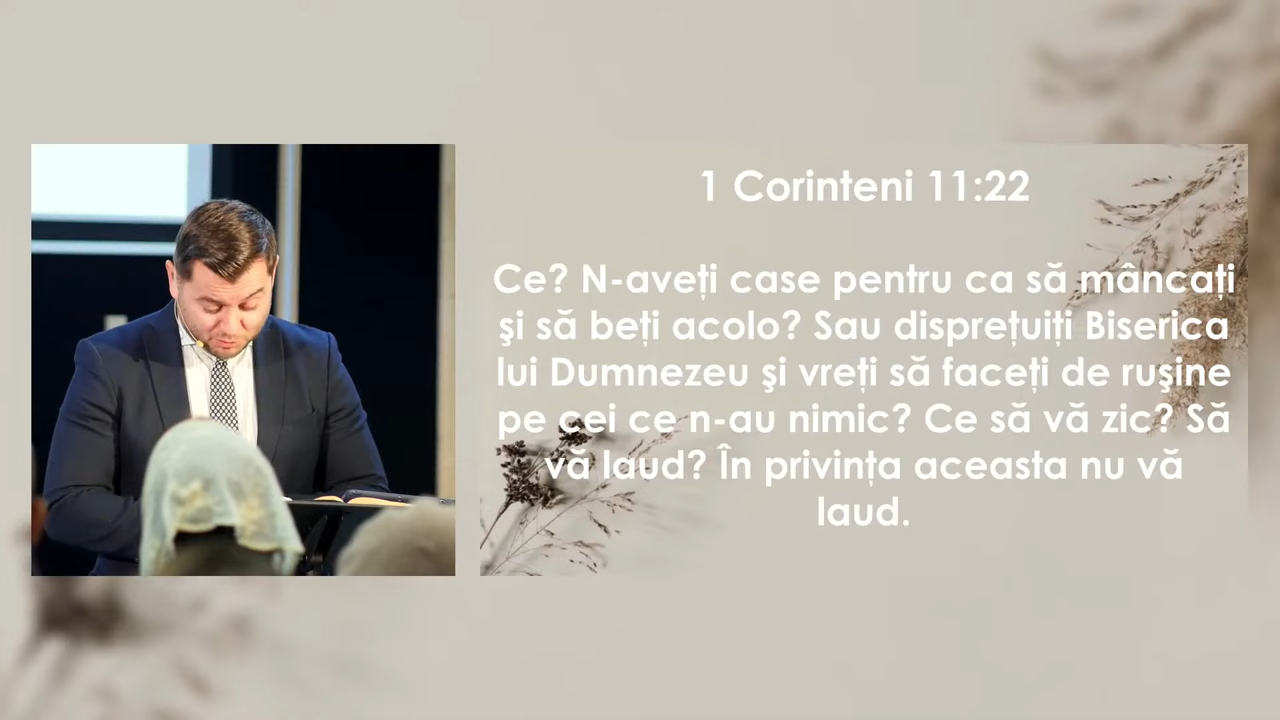 1 Corinteni 11:22
Ce? N-aveți case pentru ca să mâncați
şi să beți acolo? Sau disprețuiți Biserica
lui Dumnezeu şi vreți să faceți de ruşine
pe cei ce n-au nimic? Ce să vă zic? Să
vă laud? În privința aceasta nu vă
laud.